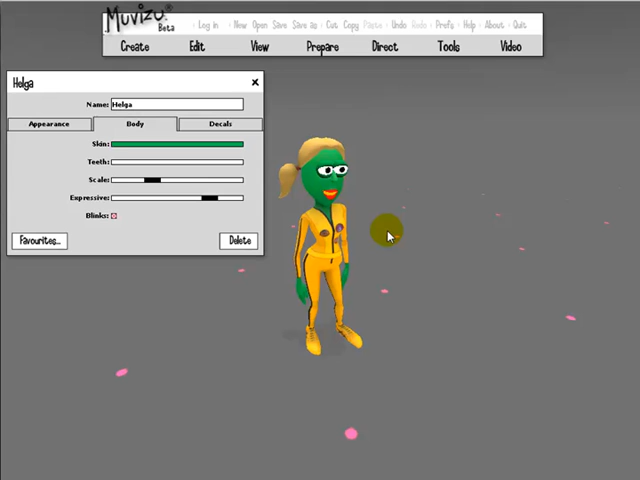 Muvizu
Beta
Log in · New Open Save Save as · Cut Copy Paste · Undo Redo · Prefs · Help · About · Quit
Create Edit View Prepare Direct Tools Video
Helga
Name: Helga
Appearance Body Decals
Skin:
Teeth:
Scale:
Expressive:
Blinks:
Favourites... Delete